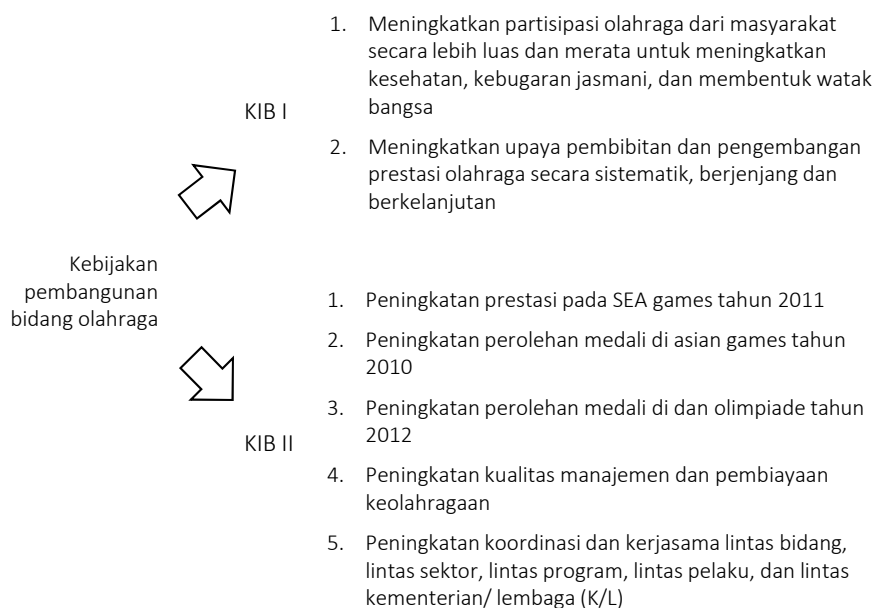 Kebijakan
pembangunan
bidang olahraga
KIB I
1. Meningkatkan partisipasi olahraga dari masyarakat
secara lebih luas dan merata untuk meningkatkan
kesehatan, kebugaran jasmani, dan membentuk watak
bangsa
2. Meningkatkan upaya pembibitan dan pengembangan
prestasi olahraga secara sistematik, berjenjang dan
berkelanjutan
KIB II
1. Peningkatan prestasi pada SEA games tahun 2011
2. Peningkatan perolehan medali di asian games tahun
2010
3. Peningkatan perolehan medali di dan olimpiade tahun
2012
4. Peningkatan kualitas manajemen dan pembiayaan
keolahragaan
5. Peningkatan koordinasi dan kerjasama lintas bidang,
lintas sektor, lintas program, lintas pelaku, dan lintas
kementerian/ lembaga (K/L)